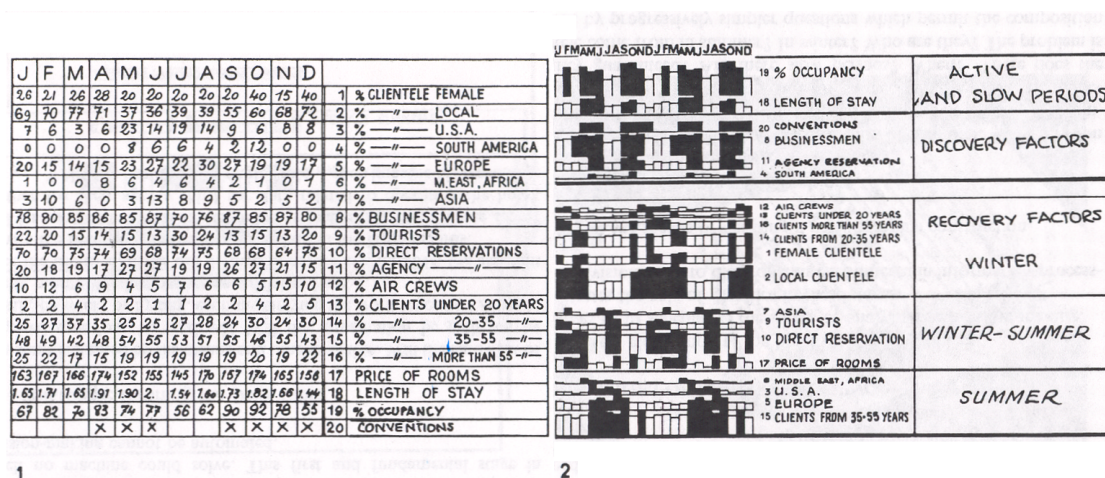 J F M A M J J A S O N D
26 21 26 28 20 20 20 20 20 40 15 40 1 % CLIENTELE FEMALE
69 70 77 71 37 36 39 39 55 60 68 72 2 % —〃— LOCAL
7 6 3 6 23 14 19 14 9 6 8 8 3 % —〃— U.S.A.
0 0 0 0 8 6 6 4 2 12 0 0 4 % —〃— SOUTH AMERICA
20 15 14 15 23 27 22 30 27 19 19 17 5 % —〃— EUROPE
1 0 0 8 6 4 6 4 2 1 0 1 6 % —〃— M.EAST, AFRICA
3 10 6 0 3 13 8 9 5 2 5 2 7 % —〃— ASIA
78 80 85 86 85 87 70 76 87 85 87 80 8 % BUSINESSMEN
22 20 15 14 15 13 30 24 13 15 13 20 9 % TOURISTS
70 70 75 74 69 68 74 75 68 68 64 75 10 % DIRECT RESERVATIONS
20 18 19 17 27 27 19 19 26 27 21 15 11 % AGENCY —〃—
10 12 6 9 4 5 7 6 6 5 15 10 12 % AIR CREWS
2 2 4 2 1 1 2 2 4 2 5 13 % CLIENTS UNDER 20 YEARS
25 27 37 35 25 25 27 28 24 30 24 30 14 % —〃— 20-35 —〃—
48 49 42 48 54 55 53 51 55 46 55 43 15 % —〃— 35-55 —〃—
25 22 17 15 19 19 19 19 19 20 19 22 16 % —〃— MORE THAN 55 -〃-
163 167 166 174 152 155 145 170 157 174 165 156 17 PRICE OF ROOMS
1.65 1.71 1.65 1.91 1.90 2. 1.54 1.60 1.73 1.82 1.66 1.44 18 LENGTH OF STAY
67 82 70 83 74 77 56 62 90 92 78 55 19 % OCCUPANCY
X X X X X X X 20 CONVENTIONS
1
J F M A M J J A S O N D J F M A M J J A S O N D
19 % OCCUPANCY
18 LENGTH OF STAY
ACTIVE
AND SLOW PERIODS
20 CONVENTIONS
8 BUSINESSMEN
11 AGENCY RESERVATION
4 SOUTH AMERICA
DISCOVERY FACTORS
12 AIR CREWS
13 CLIENTS UNDER 20 YEARS
16 CLIENTS MORE THAN 55 YEARS
14 CLIENTS FROM 20-35 YEARS
1 FEMALE CLIENTELE
2 LOCAL CLIENTELE
RECOVERY FACTORS
WINTER
7 ASIA
9 TOURISTS
10 DIRECT RESERVATION
17 PRICE OF ROOMS
WINTER-SUMMER
6 MIDDLE EAST, AFRICA
3 U.S.A.
5 EUROPE
15 CLIENTS FROM 35-55 YEARS
SUMMER
2